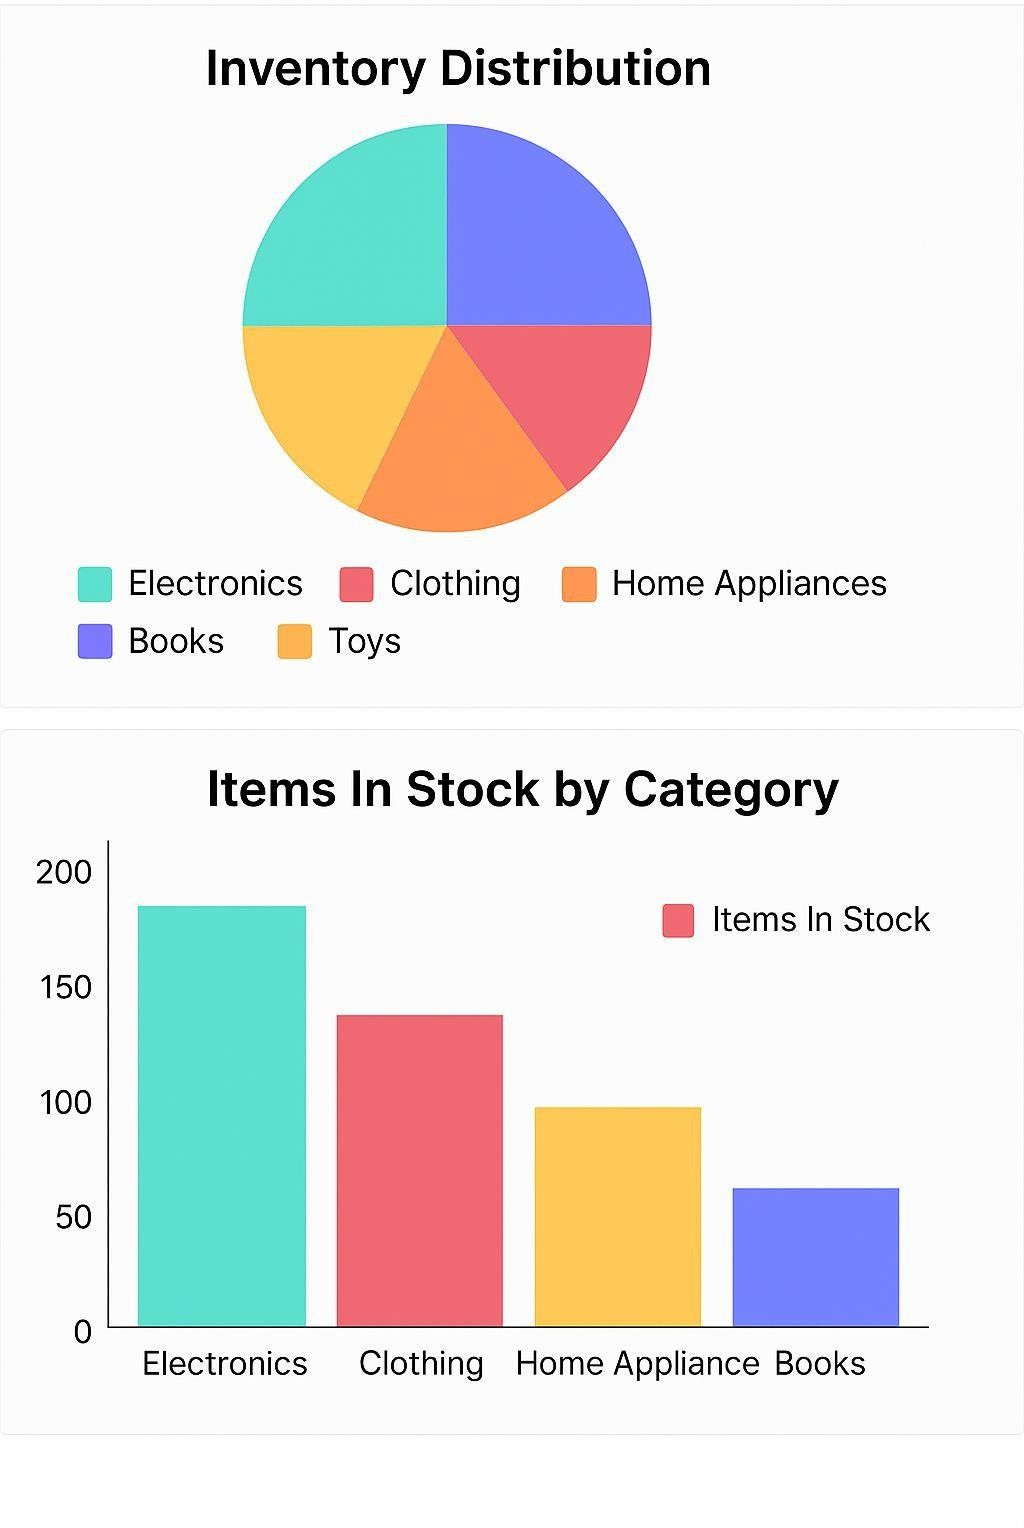 Inventory Distribution
Electronics Clothing Home Appliances
Books Toys
Items In Stock by Category
200
Items In Stock
150
100
50
0
Electronics Clothing Home Appliance Books